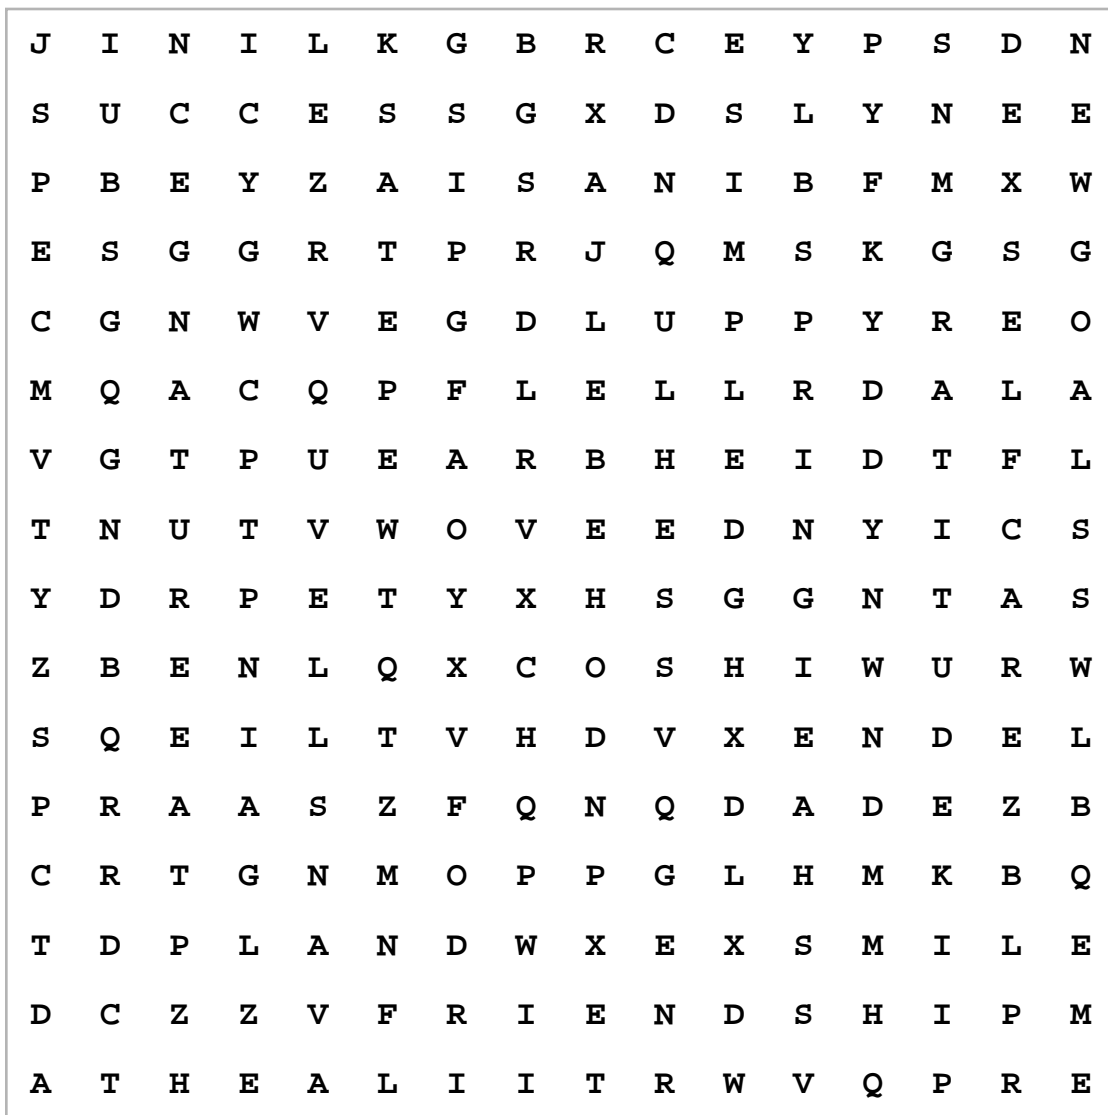 J I N I L K G B R C E Y P S D N
S U C C E S S G X D S L Y N E E
P B E Y Z A I S A N I B F M X W
E S G G R T P R J Q M S K G S G
C G N W V E G D L U P P Y R E O
M Q A C Q P F L E L L R D A L A
V G T P U E A R B H E I D T F L
T N U T V W O V E E D N Y I C S
Y D R P E T Y X H S G G N T A S
Z B E N L Q X C O S H I W U R W
S Q E I L T V H D V X E N D E L
P R A A S Z F Q N Q D A D E Z B
C R T G N M O P P G L H M K B Q
T D P L A N D W X E X S M I L E
D C Z Z V F R I E N D S H I P M
A T H E A L I I T R W V Q P R E